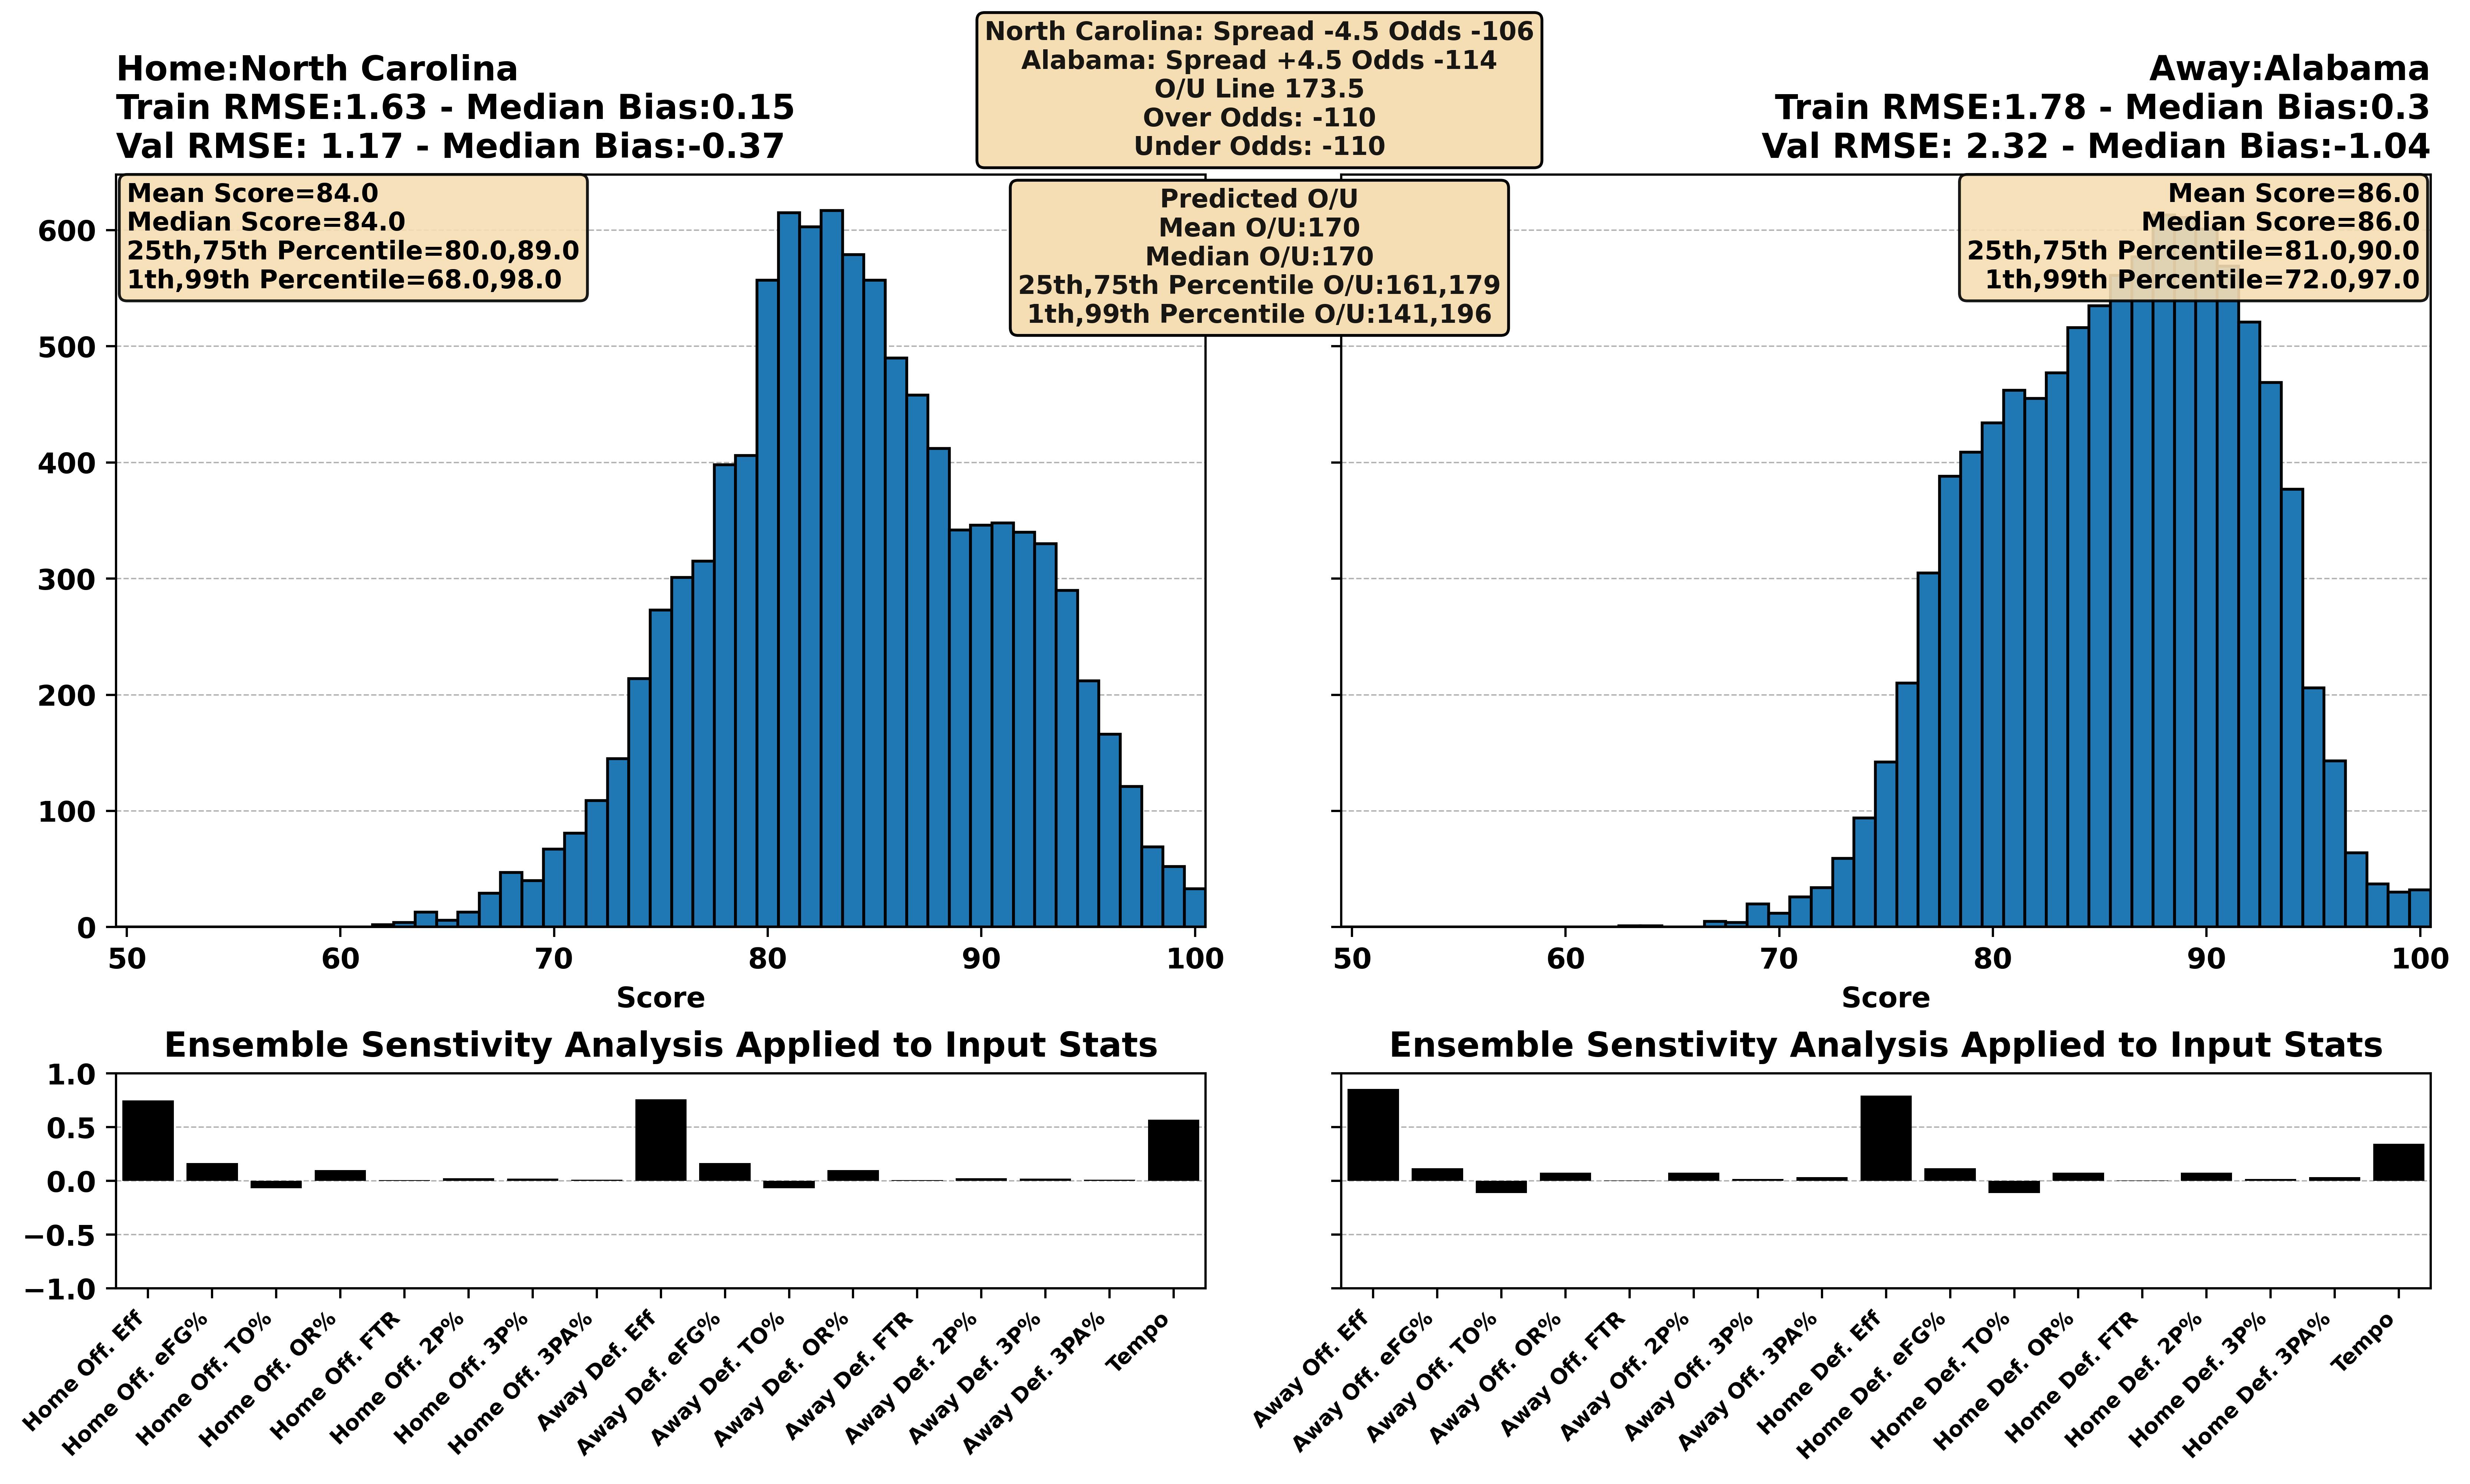 North Carolina: Spread -4.5 Odds -106
Alabama: Spread +4.5 Odds -114
O/U Line 173.5
Over Odds: -110
Under Odds: -110
Home:North Carolina
Train RMSE:1.63 - Median Bias:0.15
Val RMSE: 1.17 - Median Bias:-0.37
Away:Alabama
Train RMSE:1.78 - Median Bias:0.3
Val RMSE: 2.32 - Median Bias:-1.04
Mean Score=84.0
Median Score=84.0
25th,75th Percentile=80.0,89.0
1th,99th Percentile=68.0,98.0
Predicted O/U
Mean O/U:170
Median O/U:170
25th,75th Percentile O/U:161,179
1th,99th Percentile O/U:141,196
Mean Score=86.0
Median Score=86.0
25th,75th Percentile=81.0,90.0
1th,99th Percentile=72.0,97.0
600
500
400
300
200
100
0
50 60 70 80 90 100
Score
50 60 70 80 90 100
Score
Ensemble Senstivity Analysis Applied to Input Stats
1.0
0.5
0.0
−0.5
−1.0
Home Off. Eff
Home Off. eFG%
Home Off. TO%
Home Off. OR%
Home Off. FTR
Home Off. 2P%
Home Off. 3P%
Home Off. 3PA%
Away Def. Eff
Away Def. eFG%
Away Def. TO%
Away Def. OR%
Away Def. FTR
Away Def. 2P%
Away Def. 3P%
Away Def. 3PA%
Tempo
Ensemble Senstivity Analysis Applied to Input Stats
Away Off. Eff
Away Off. eFG%
Away Off. TO%
Away Off. OR%
Away Off. FTR
Away Off. 2P%
Away Off. 3P%
Away Off. 3PA%
Home Def. Eff
Home Def. eFG%
Home Def. TO%
Home Def. OR%
Home Def. FTR
Home Def. 2P%
Home Def. 3P%
Home Def. 3PA%
Tempo